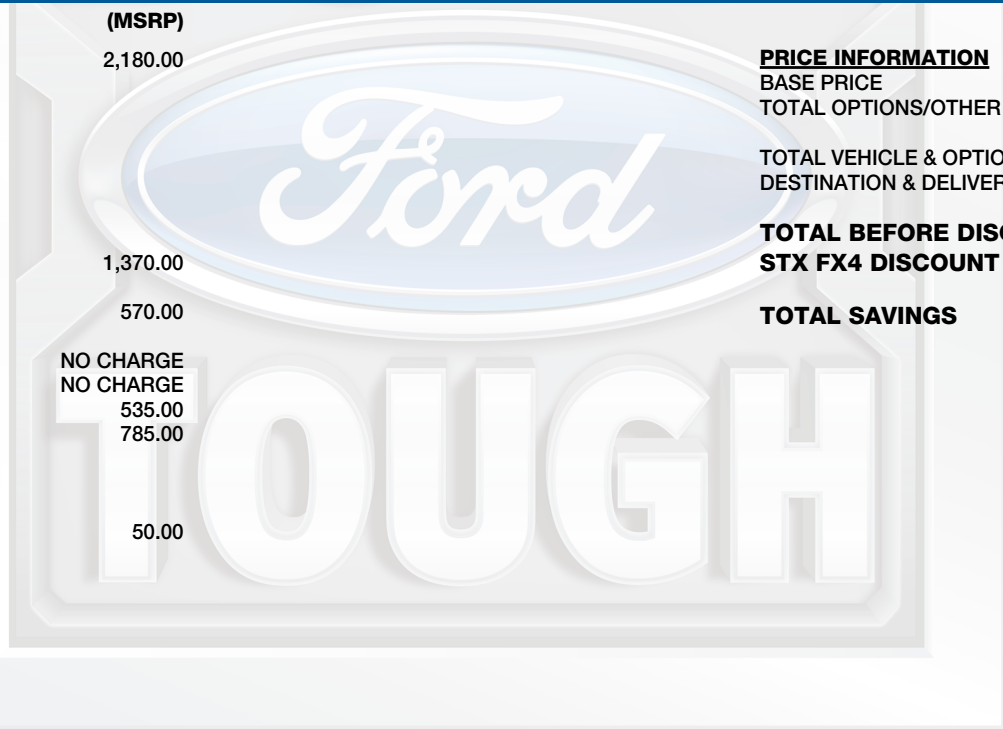 (MSRP)
2,180.00
1,370.00
570.00
NO CHARGE
NO CHARGE
535.00
785.00
50.00
PRICE INFORMATION
BASE PRICE
TOTAL OPTIONS/OTHER
TOTAL VEHICLE & OPTIO
DESTINATION & DELIVER
TOTAL BEFORE DISC
STX FX4 DISCOUNT
TOTAL SAVINGS
Ford
TOUGH